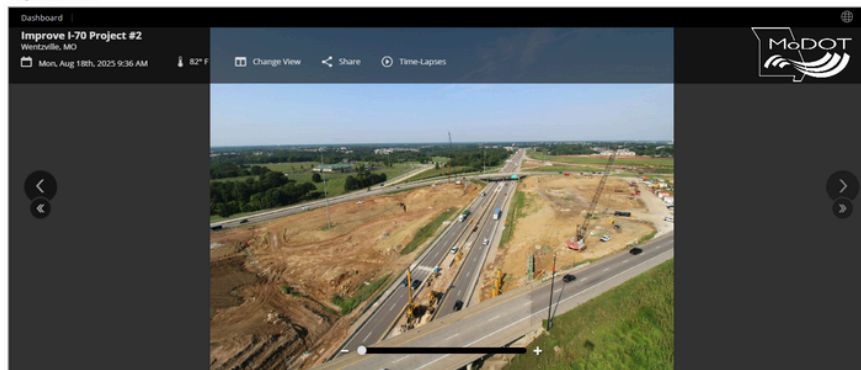 Dashboard
Improve I-70 Project #2
Wentzville, MO
Mon, Aug 18th, 2025 9:36 AM
82° F
Change View
Share
Time-Lapses
MoDOT